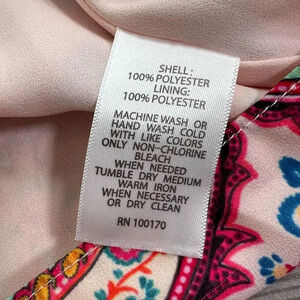 SHELL:
100% POLYESTER
LINING:
100% POLYESTER
MACHINE WASH OR
HAND WASH COLD
WITH LIKE COLORS
ONLY NON-CHLORINE
BLEACH
WHEN NEEDED
TUMBLE DRY MEDIUM
WARM IRON
WHEN NECESSARY
OR DRY CLEAN
RN 100170